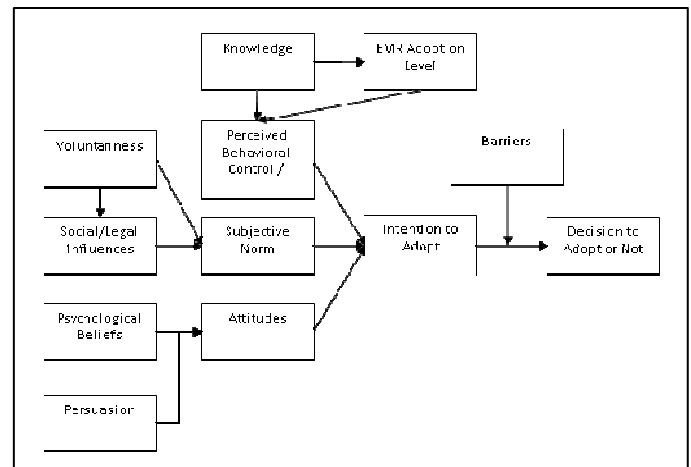 Knowledge
EMR Adoption
Level
Perceived
Behavioral
Control /
Voluntariness
Barriers
Social/Legal
Influences
Subjective
Norm
Intention to
Adopt
Decision to
Adopt or Not
Psychological
Beliefs
Attitudes
Persuasion